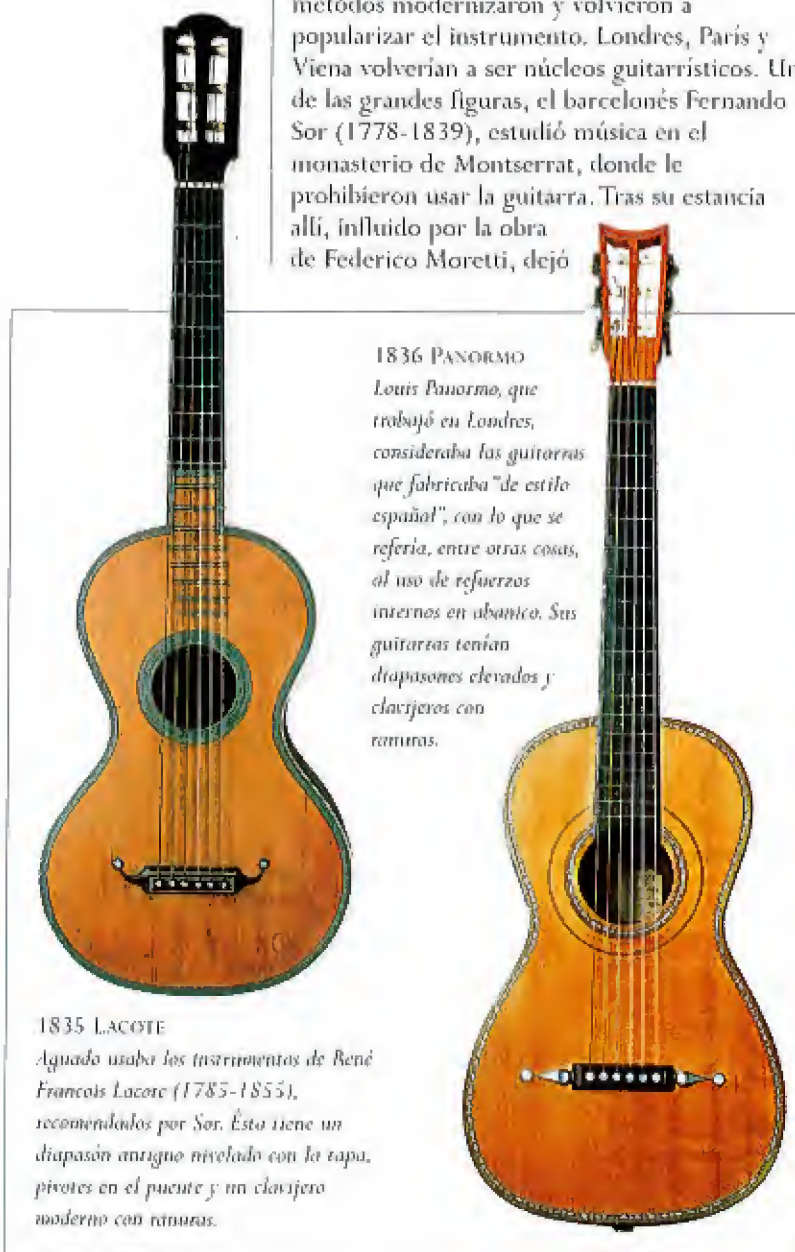 métodos modernizaron y volvieron a
popularizar el instrumento. Londres, París y
Viena volverían a ser núcleos guitarrísticos. Un
de las grandes figuras, el barcelonés Fernando
Sor (1778-1839), estudió música en el
monasterio de Montserrat, donde le
prohibieron usar la guitarra. Tras su estancia
allí, influido por la obra
de Federico Moretti, dejó
1836 PANORMO
Louis Panormo, que
trabajó en Londres,
consideraba las guitarras
que fabricaba "de estilo
español", con lo que se
refería, entre otras cosas,
al uso de refuerzos
internos en abanico. Sus
guitarras tenían
diapasones elevados y
clavijeros con
ranuras.
1835 LACOTE
Aguado usaba los instrumentos de René
Francois Lacote (1785-1855),
recomendados por Sor. Ésta tiene un
diapasón antiguo nivelado con la tapa,
pivotes en el puente y un clavijero
moderno con ranuras.